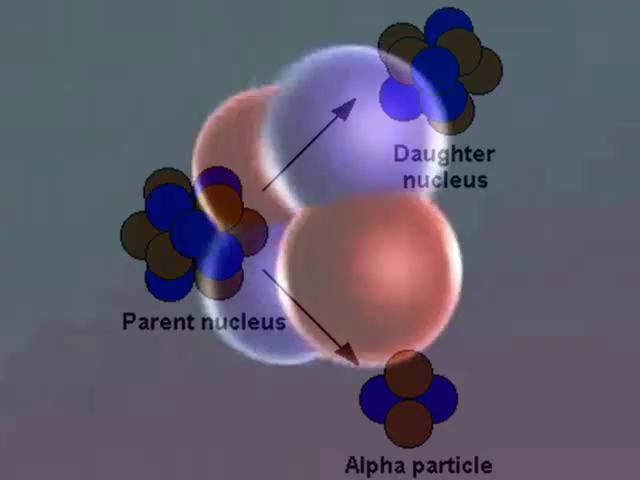 Daughter
nucleus
Parent nucleus
Alpha particle